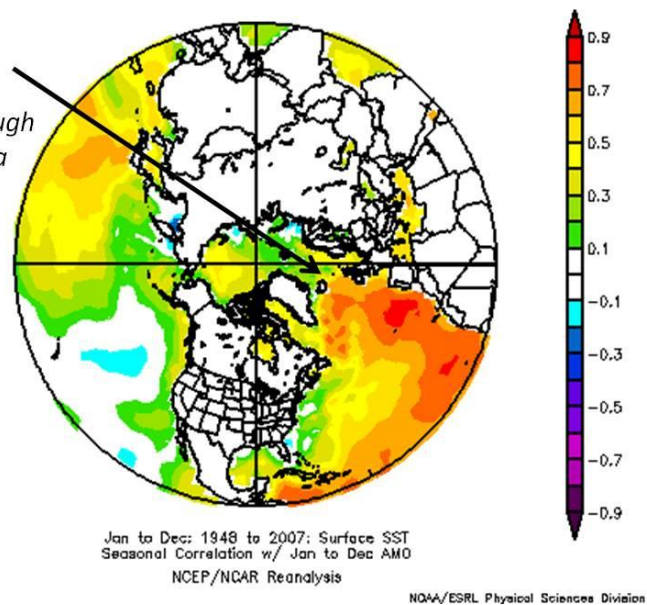 ough
a
0.9
0.7
0.5
0.3
0.1
-0.1
-0.3
-0.5
-0.7
-0.9
Jan to Dec: 1948 to 2007: Surface SST
Seasonal Correlation w/ Jan to Dec AMO
NCEP/NCAR Reanalysis
NOAA/ESRL Physical Sciences Division